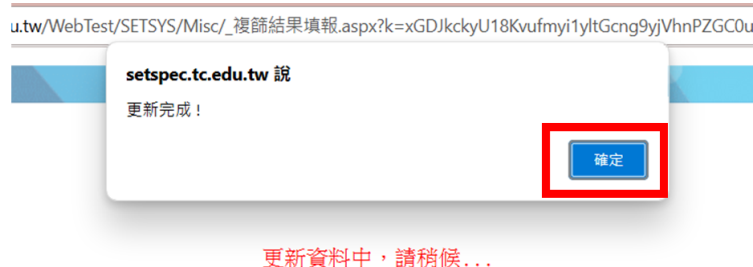 u.tw/WebTest/SETSYS/Misc/_複篩結果填報.aspx?k=xGDJkckyU18Kvufmyi1yltGcng9yjVhnPZGC0u
setspec.tc.edu.tw 說
更新完成！
確定
更新資料中，請稍候...